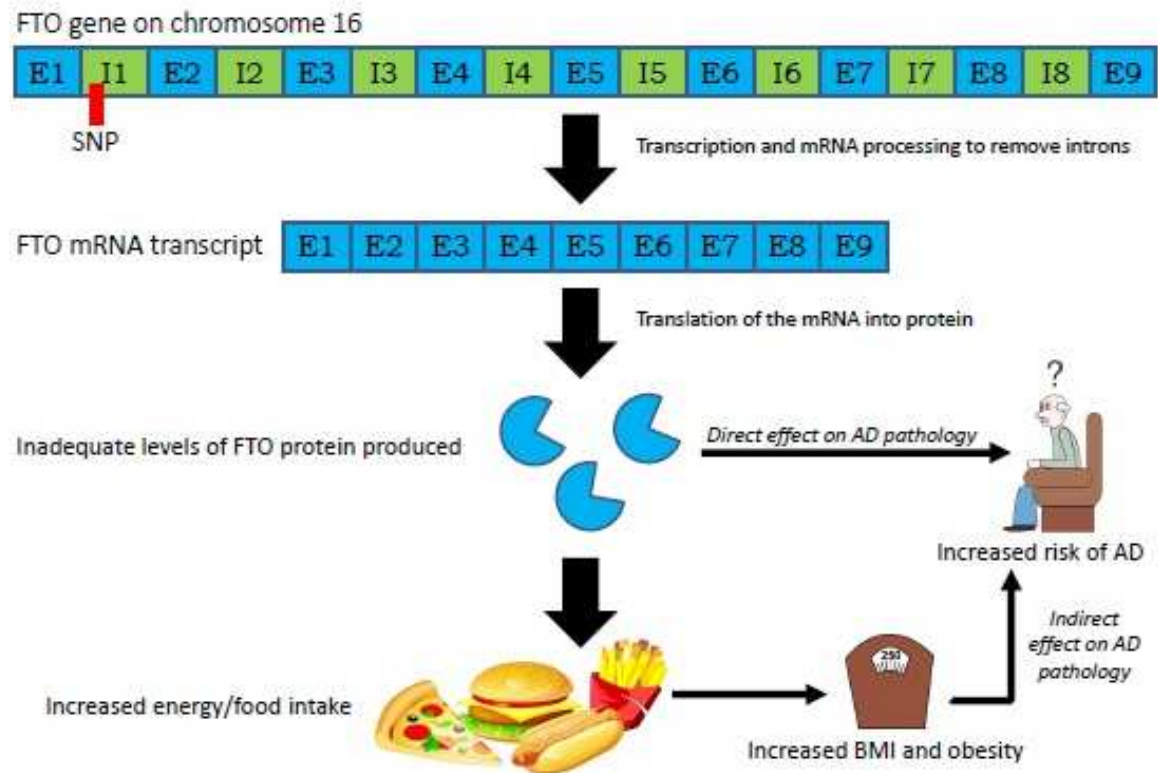 FTO gene on chromosome 16
E1 I1 E2 I2 E3 I3 E4 I4 E5 I5 E6 I6 E7 I7 E8 I8 E9
SNP
Transcription and mRNA processing to remove introns
FTO mRNA transcript
E1 E2 E3 E4 E5 E6 E7 E8 E9
Translation of the mRNA into protein
?
Inadequate levels of FTO protein produced
Direct effect on AD pathology
Increased risk of AD
Indirect
effect on AD
pathology
250
Increased energy/food intake
Increased BMI and obesity